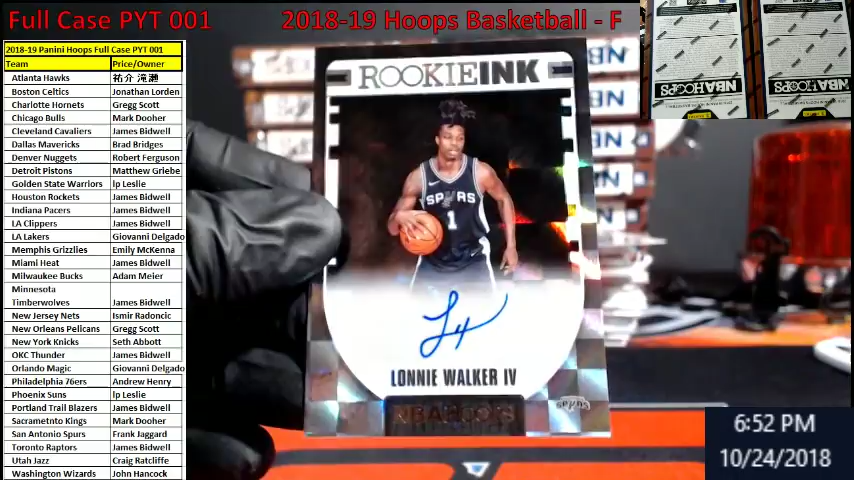 Full Case PYT 001
2018-19 Hoops Basketball - F
2018-19 Panini Hoops Full Case PYT 001
Team Price/Owner
Atlanta Hawks
Boston Celtics Jonathan Lorden
Charlotte Hornets Gregg Scott
Chicago Bulls Mark Dooher
Cleveland Cavaliers James Bidwell
Dallas Mavericks Brad Bridges
Denver Nuggets Robert Ferguson
Detroit Pistons Matthew Griebe
Golden State Warriors lp Leslie
Houston Rockets James Bidwell
Indiana Pacers James Bidwell
LA Clippers James Bidwell
LA Lakers Giovanni Delgado
Memphis Grizzlies Emily McKenna
Miami Heat James Bidwell
Milwaukee Bucks Adam Meier
Minnesota
Timberwolves James Bidwell
New Jersey Nets Ismir Radoncic
New Orleans Pelicans Gregg Scott
New York Knicks Seth Abbott
OKC Thunder James Bidwell
Orlando Magic Giovanni Delgado
Philadelphia 76ers Andrew Henry
Phoenix Suns lp Leslie
Portland Trail Blazers James Bidwell
Sacrametnto Kings Mark Dooher
San Antonio Spurs Frank Jaggard
Toronto Raptors James Bidwell
Utah Jazz Craig Ratcliffe
Washington Wizards John Hancock
ROOKIE INK
SPURS
1
LONNIE WALKER IV
NBA HOOPS
SPURS
NBA HOOPS
NBA HOOPS
6:52 PM
10/24/2018